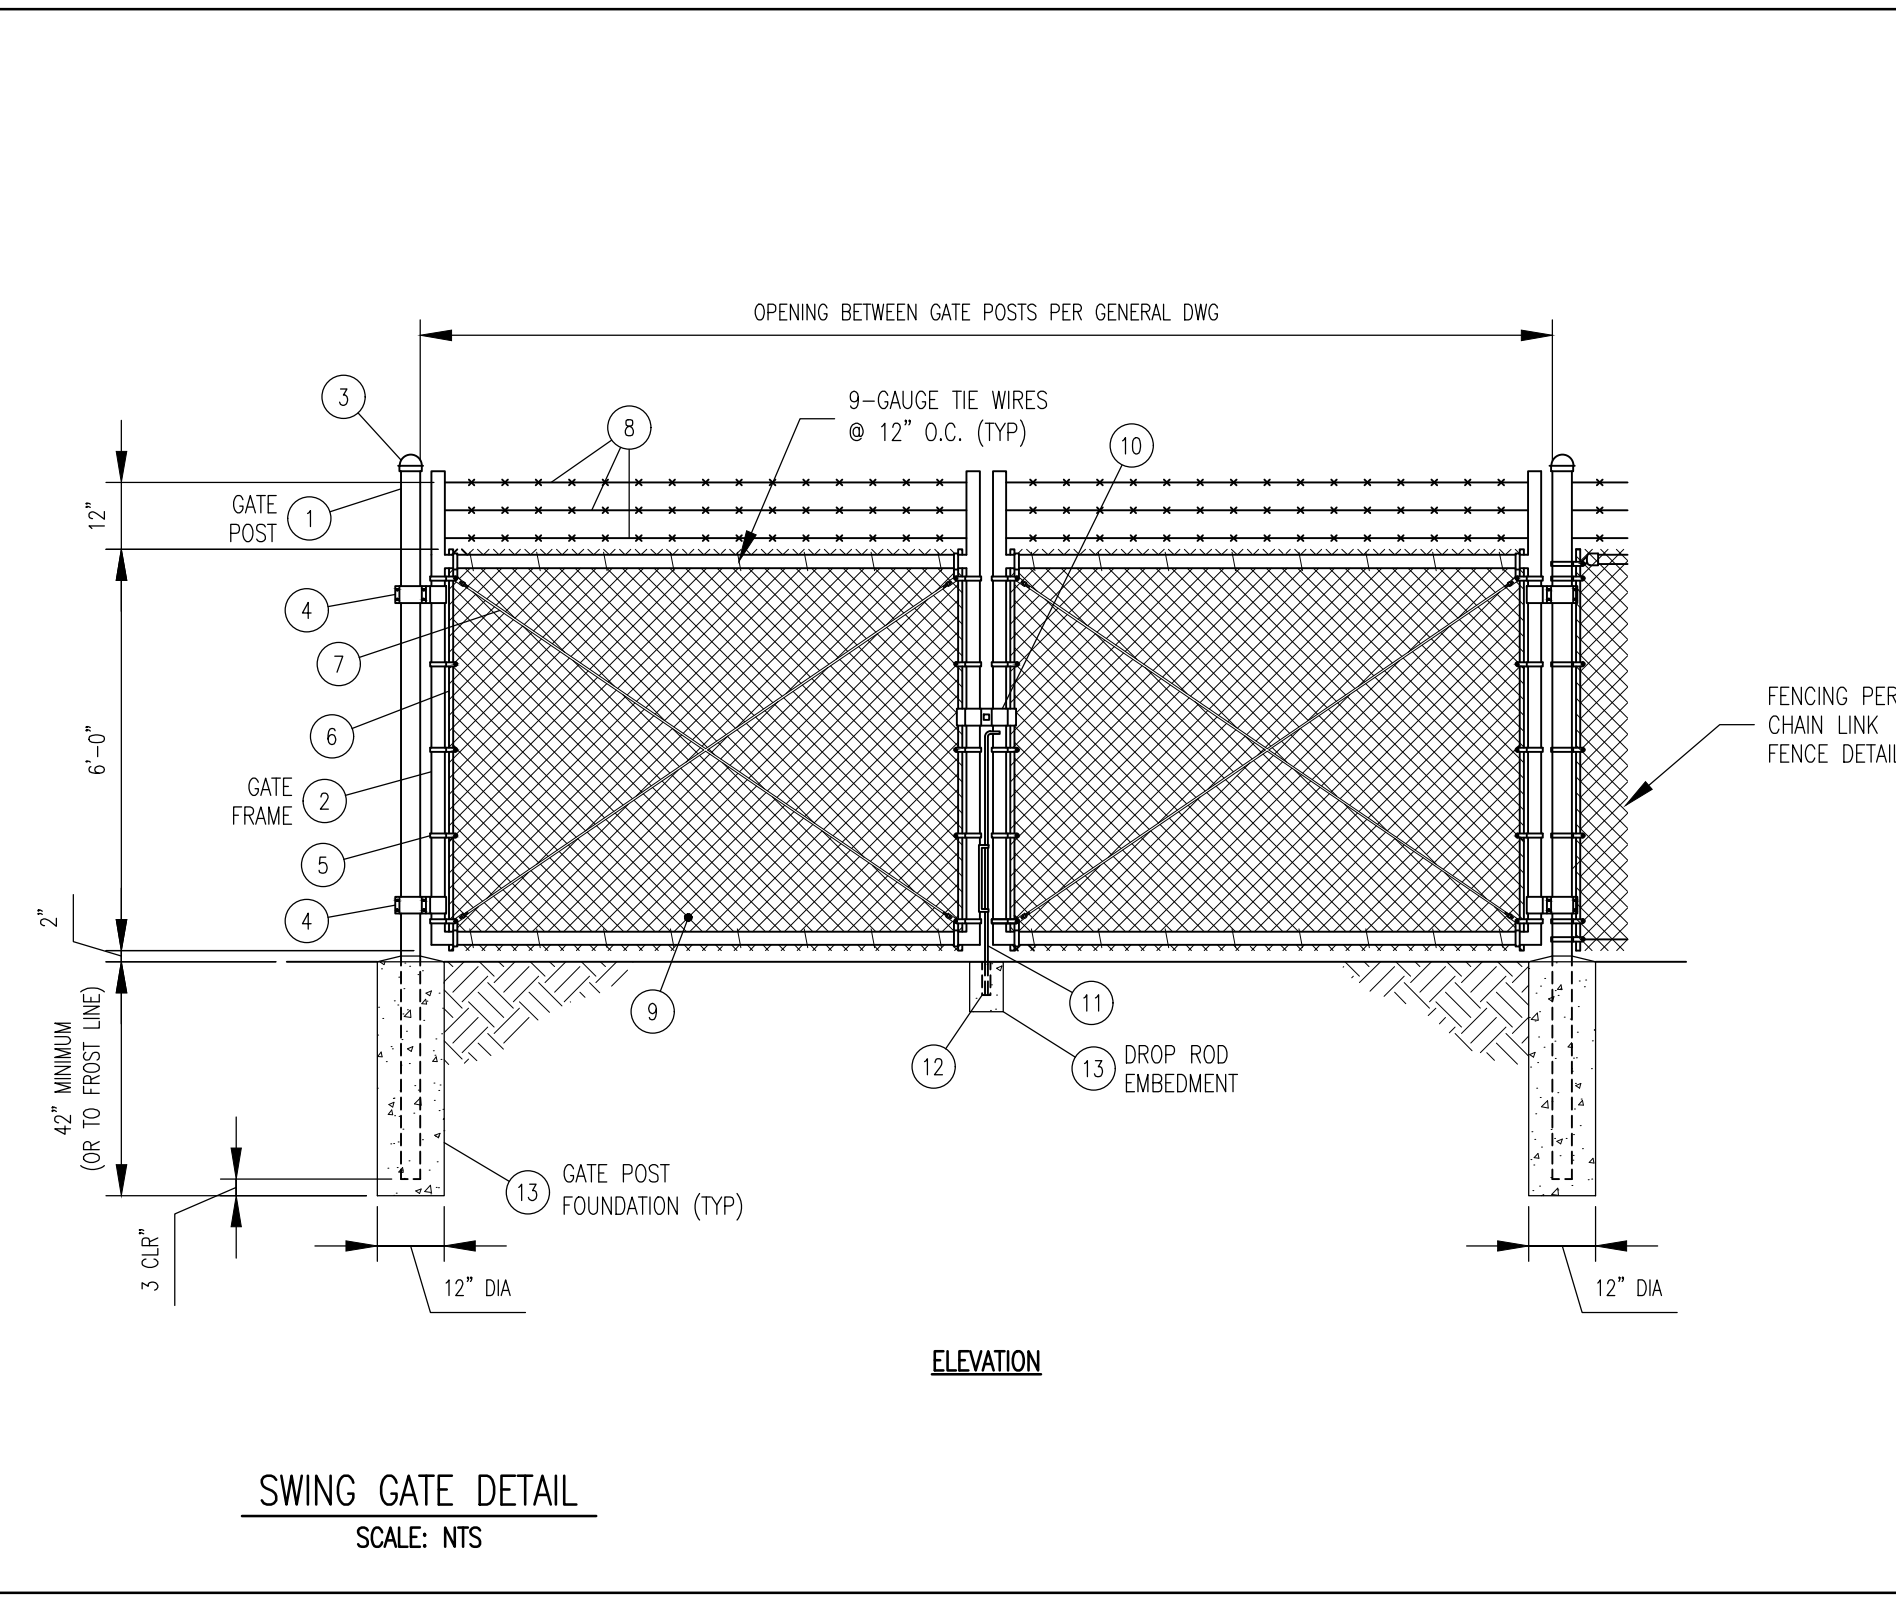 OPENING BETWEEN GATE POSTS PER GENERAL DWG
3
9-GAUGE TIE WIRES
@ 12" O.C. (TYP)
8
10
12"
GATE
POST
1
4
7
6'-0"
6
GATE
FRAME
2
5
4
2"
FENCING PER
CHAIN LINK
FENCE DETAIL
9
11
12
13
DROP ROD
EMBEDMENT
42" MINIMUM
(OR TO FROST LINE)
13
GATE POST
FOUNDATION (TYP)
3 CLR"
12" DIA
12" DIA
ELEVATION
SWING GATE DETAIL
SCALE: NTS